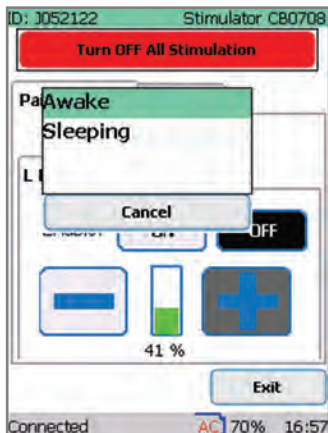 ID: J052122 Stimulator CB0708
Turn OFF All Stimulation
Pa
Awake
Sleeping
L
Cancel
OFF
41 %
Exit
Connected AC 70% 16:57